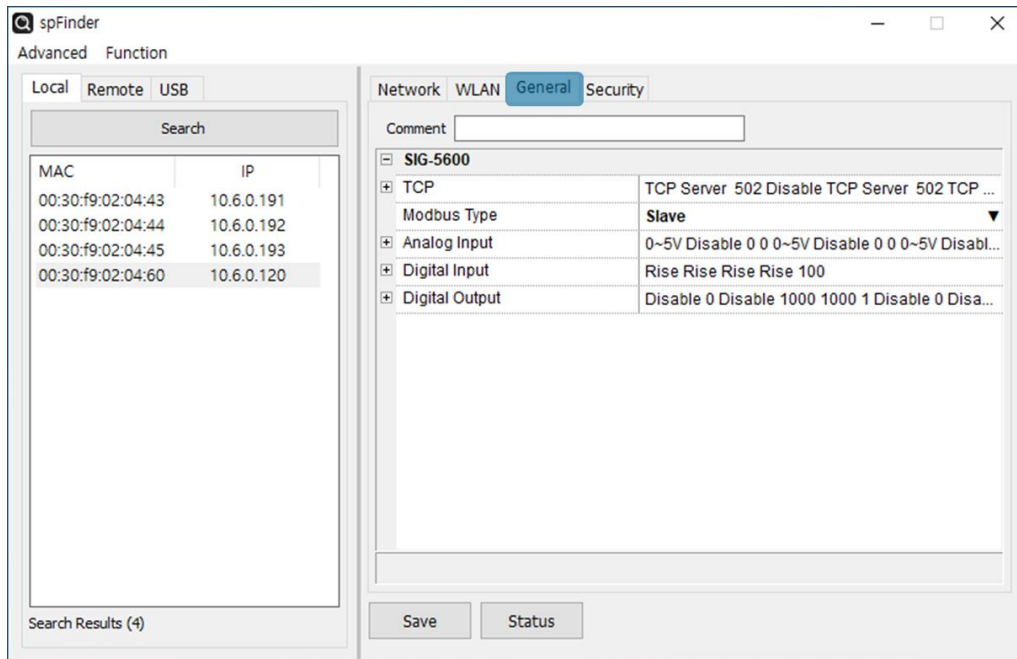 spFinder
Advanced Function
Local Remote USB
Search
MAC IP
00:30:f9:02:04:43 10.6.0.191
00:30:f9:02:04:44 10.6.0.192
00:30:f9:02:04:45 10.6.0.193
00:30:f9:02:04:60 10.6.0.120
Search Results (4)
Network WLAN General Security
Comment
SIG-5600
TCP TCP Server 502 Disable TCP Server 502 TCP ...
Modbus Type Slave
Analog Input 0~5V Disable 0 0 0~5V Disable 0 0 0~5V Disabl...
Digital Input Rise Rise Rise Rise 100
Digital Output Disable 0 Disable 1000 1000 1 Disable 0 Disa...
Save Status